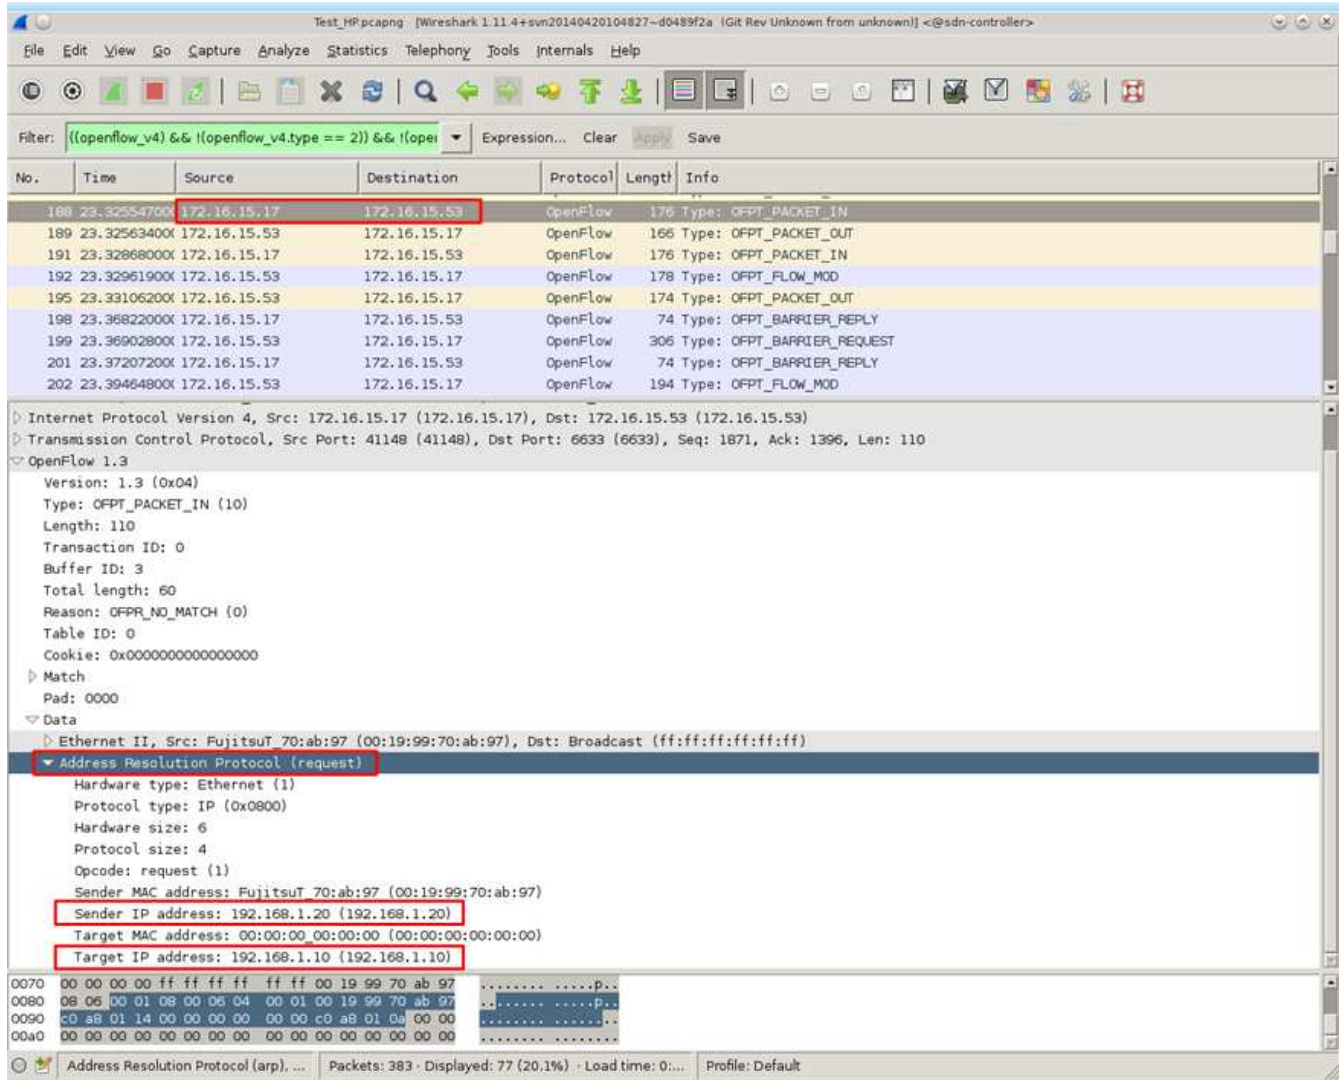 Test_HP.pcapng [Wireshark 1.11.4+svn20140420104827~d0489f2a (Git Rev Unknown from unknown)] <@sdn-controller>
File Edit View Go Capture Analyze Statistics Telephony Tools Internals Help
Filter: ((openflow_v4) && !(openflow_v4.type == 2)) && !(oper Expression... Clear Apply Save
No. Time Source Destination Protocol Length Info
188 23.32554700( 172.16.15.17 172.16.15.53 OpenFlow 176 Type: OFPT_PACKET_IN
189 23.32563400( 172.16.15.53 172.16.15.17 OpenFlow 166 Type: OFPT_PACKET_OUT
191 23.32868000( 172.16.15.17 172.16.15.53 OpenFlow 176 Type: OFPT_PACKET_IN
192 23.32961900( 172.16.15.53 172.16.15.17 OpenFlow 178 Type: OFPT_FLOW_MOD
195 23.33106200( 172.16.15.53 172.16.15.17 OpenFlow 174 Type: OFPT_PACKET_OUT
198 23.36822000( 172.16.15.17 172.16.15.53 OpenFlow 74 Type: OFPT_BARRIER_REPLY
199 23.36902800( 172.16.15.53 172.16.15.17 OpenFlow 306 Type: OFPT_BARRIER_REQUEST
201 23.37207200( 172.16.15.17 172.16.15.53 OpenFlow 74 Type: OFPT_BARRIER_REPLY
202 23.39464800( 172.16.15.53 172.16.15.17 OpenFlow 194 Type: OFPT_FLOW_MOD
Internet Protocol Version 4, Src: 172.16.15.17 (172.16.15.17), Dst: 172.16.15.53 (172.16.15.53)
Transmission Control Protocol, Src Port: 41148 (41148), Dst Port: 6633 (6633), Seq: 1871, Ack: 1396, Len: 110
OpenFlow 1.3
Version: 1.3 (0x04)
Type: OFPT_PACKET_IN (10)
Length: 110
Transaction ID: 0
Buffer ID: 3
Total length: 60
Reason: OFPR_NO_MATCH (0)
Table ID: 0
Cookie: 0x0000000000000000
Match
Pad: 0000
Data
Ethernet II, Src: FujitsuT_70:ab:97 (00:19:99:70:ab:97), Dst: Broadcast (ff:ff:ff:ff:ff:ff)
Address Resolution Protocol (request)
Hardware type: Ethernet (1)
Protocol type: IP (0x0800)
Hardware size: 6
Protocol size: 4
Opcode: request (1)
Sender MAC address: FujitsuT_70:ab:97 (00:19:99:70:ab:97)
Sender IP address: 192.168.1.20 (192.168.1.20)
Target MAC address: 00:00:00_00:00:00 (00:00:00:00:00:00)
Target IP address: 192.168.1.10 (192.168.1.10)
0070 00 00 00 00 ff ff ff ff ff ff 00 19 99 70 ab 97 ........ .....p..
0080 08 06 00 01 08 00 06 04 00 01 00 19 99 70 ab 97 ........ .....p..
0090 c0 a8 01 14 00 00 00 00 00 00 c0 a8 01 0a 00 00 ........ ........
00a0 00 00 00 00 00 00 00 00 00 00 00 00 00 00 00 00 ........ ........
Address Resolution Protocol (arp), ... Packets: 383 · Displayed: 77 (20.1%) · Load time: 0:... Profile: Default